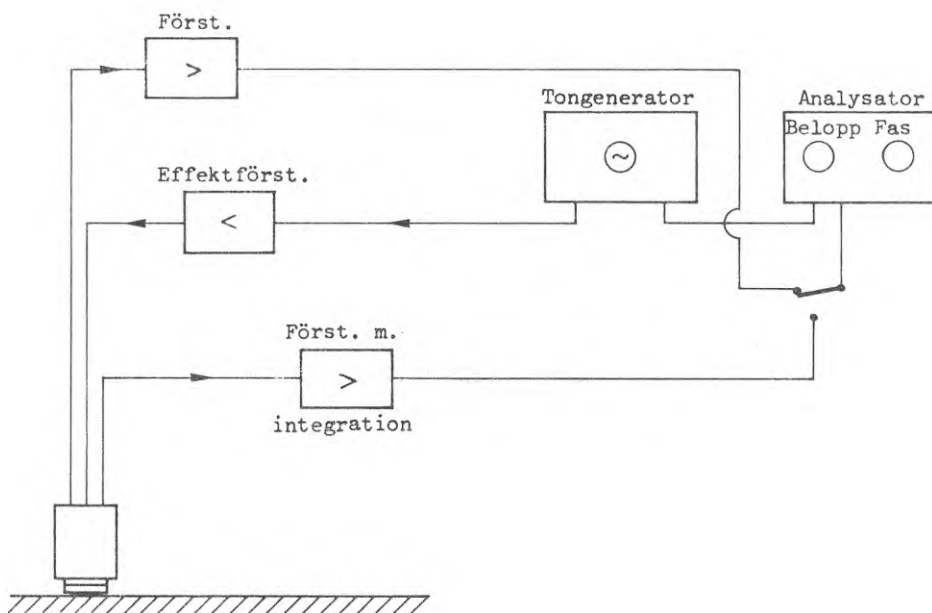 Först.
>
Tongenerator
~
Analysator
Belopp Fas
Effektförst.
<
Först. m.
>
integration